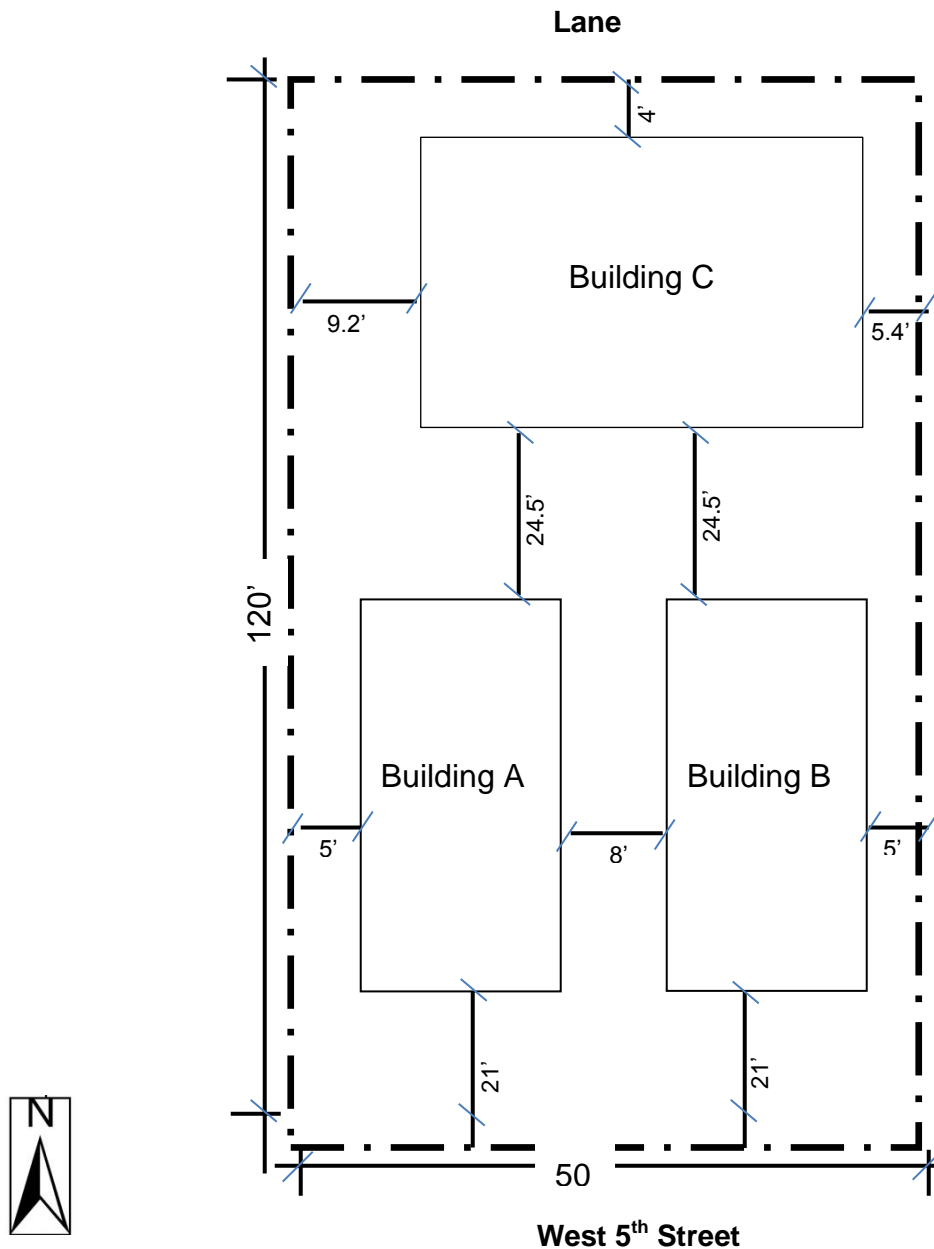 Lane
4’
Building C
9.2’
5.4’
24.5’
24.5’
120’
Building A
Building B
5’
8’
5’
21’
21’
N
50
West 5th Street